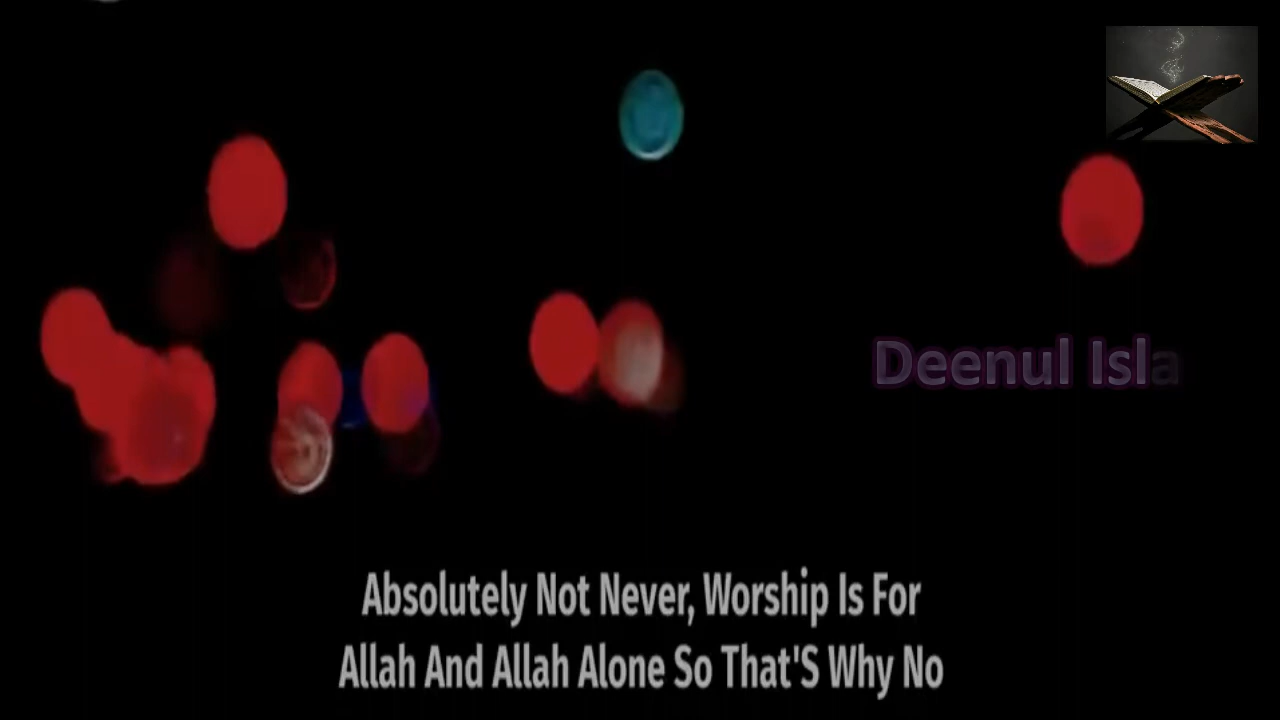 Deenul Isla
Absolutely Not Never, Worship Is For
Allah And Allah Alone So That'S Why No